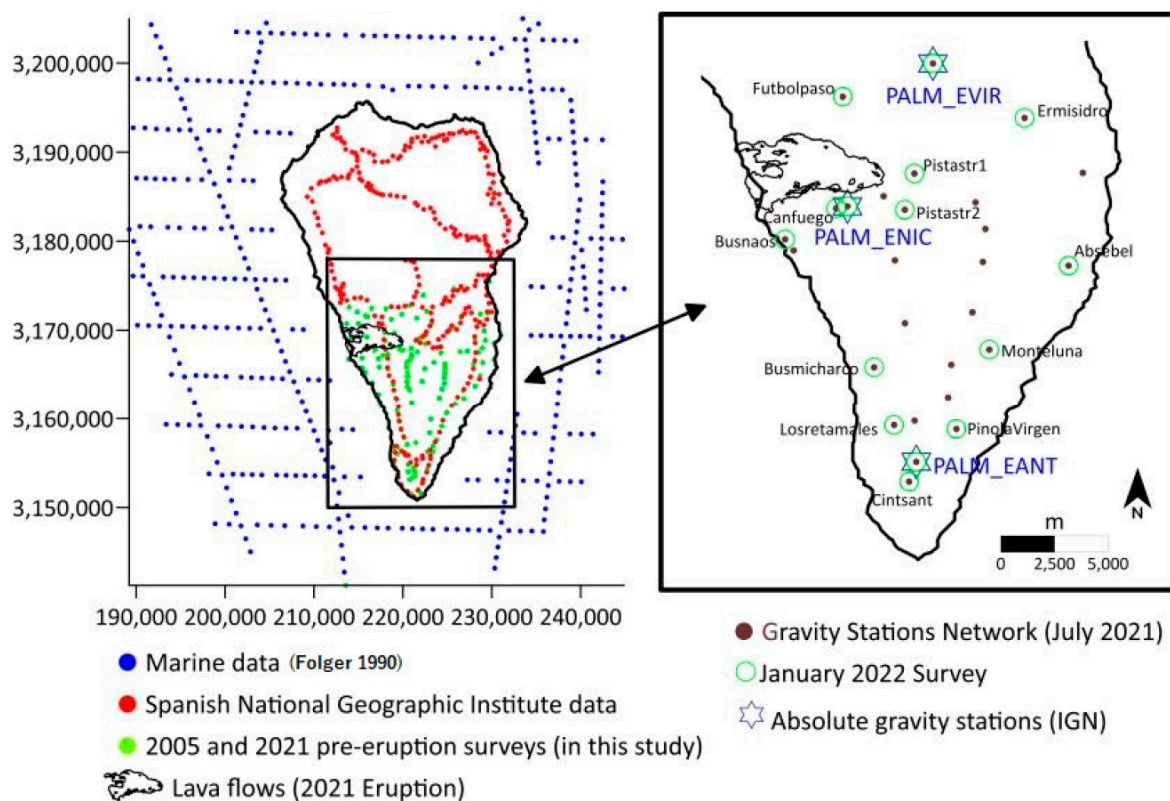 3,200,000
3,190,000
3,180,000
3,170,000
3,160,000
3,150,000
190,000 200,000 210,000 220,000 230,000 240,000
Futbolpaso
PALM_EVIR
Ermisidro
Pistastr1
Canfuego
Pistastr2
PALM_ENIC
Busnaos
Absebel
Monteluna
Busmicharco
Losretamales
PinolaVirgen
PALM_EANT
Cintsant
N
m
0 2,500 5,000
Marine data (Folger 1990)
Spanish National Geographic Institute data
2005 and 2021 pre-eruption surveys (in this study)
Lava flows (2021 Eruption)
Gravity Stations Network (July 2021)
January 2022 Survey
Absolute gravity stations (IGN)